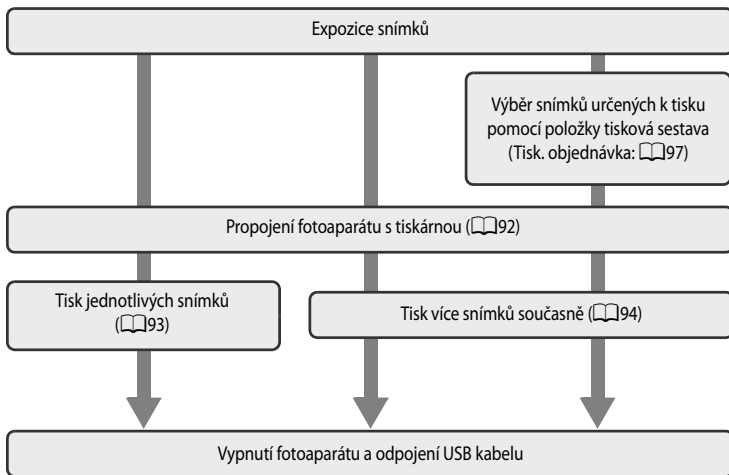 Expozice snímků
Výběr snímků určených k tisku
pomocí položky tisková sestava
(Tisk. objednávka: 📖97)
Propojení fotoaparátu s tiskárnou (📖92)
Tisk jednotlivých snímků
(📖93)
Tisk více snímků současně (📖94)
Vypnutí fotoaparátu a odpojení USB kabelu